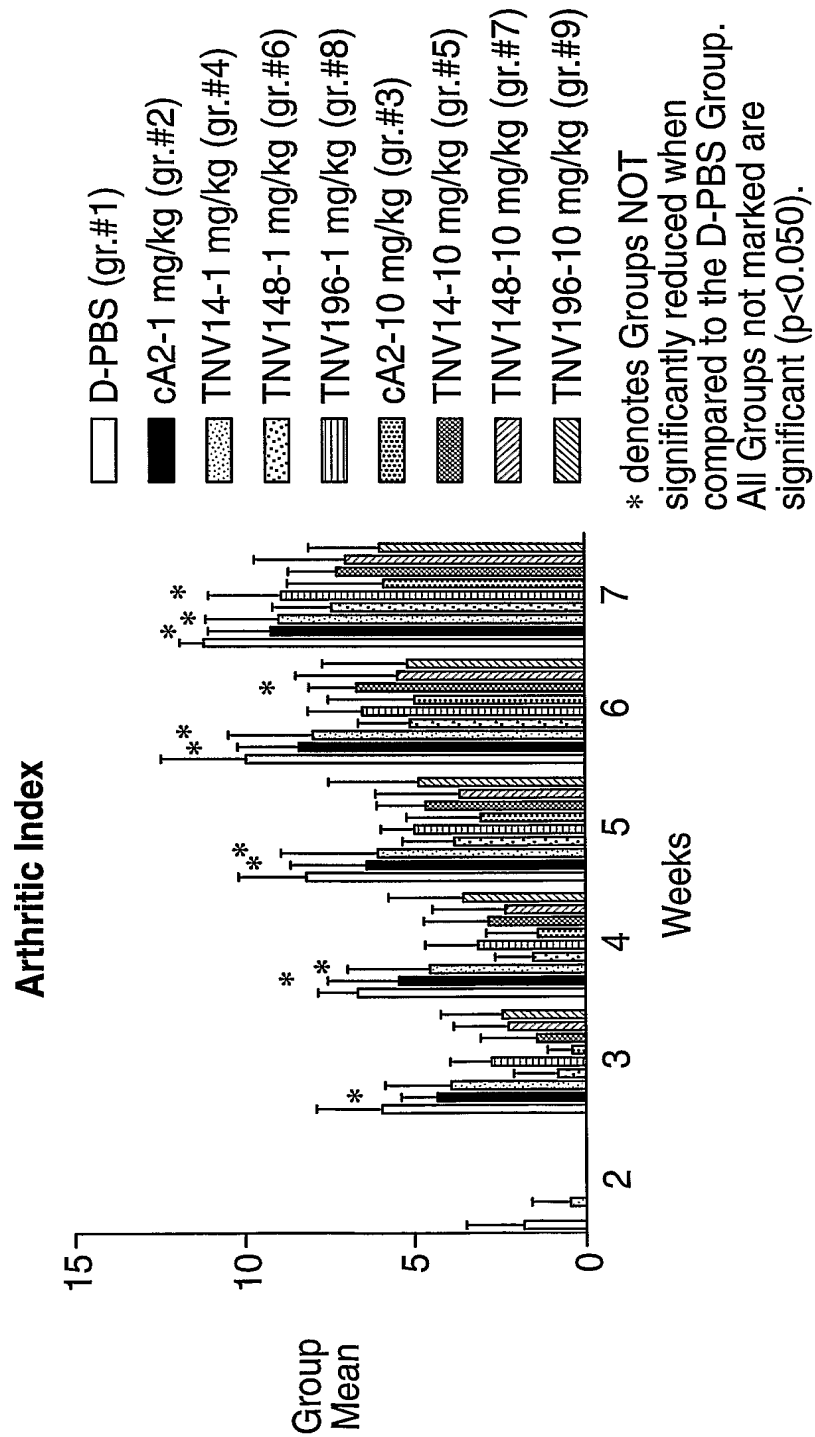 Arthritic Index
Group
Mean
15
10
5
0
2
3
4
5
6
7
Weeks
*
* *
* *
* * *
* * *
D-PBS (gr.#1)
cA2-1 mg/kg (gr.#2)
TNV14-1 mg/kg (gr.#4)
TNV148-1 mg/kg (gr.#6)
TNV196-1 mg/kg (gr.#8)
cA2-10 mg/kg (gr.#3)
TNV14-10 mg/kg (gr.#5)
TNV148-10 mg/kg (gr.#7)
TNV196-10 mg/kg (gr.#9)
* denotes Groups NOT
significantly reduced when
compared to the D-PBS Group.
All Groups not marked are
significant (p<0.050).